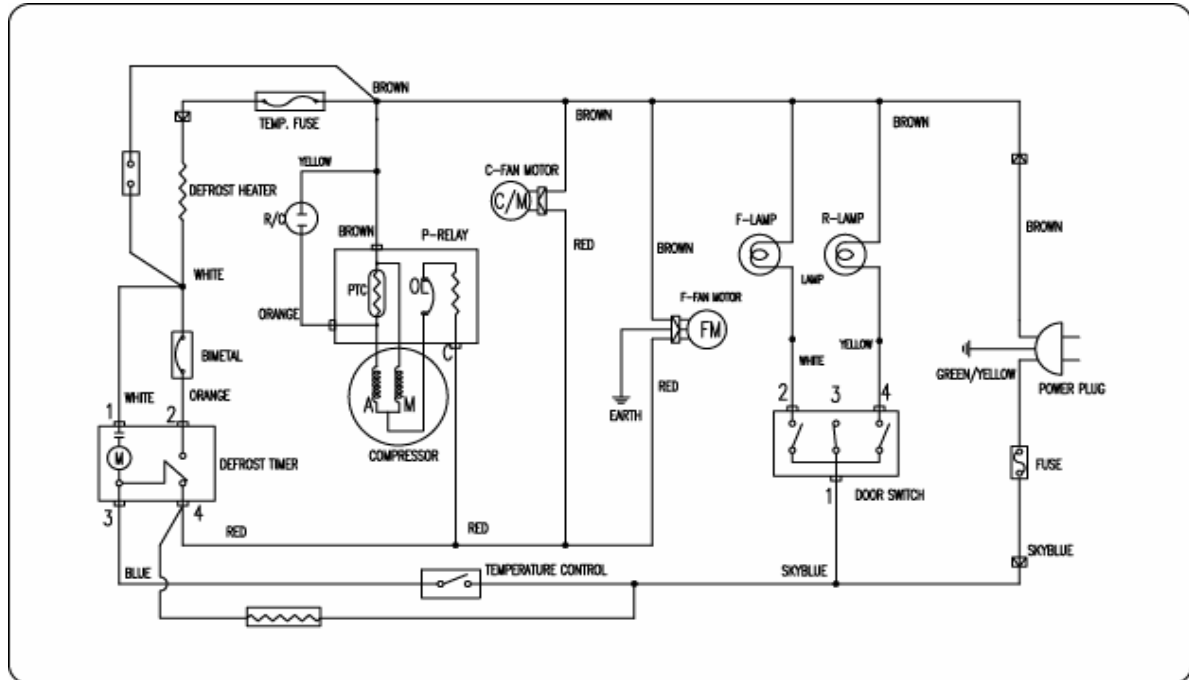 BROWN
TEMP. FUSE
BROWN
BROWN
YELLOW
C-FAN MOTOR
DEFROST HEATER
C/M
R/C
F-LAMP
R-LAMP
BROWN
P-RELAY
BROWN
BROWN
RED
WHITE
LAMP
PTC
OL
F-FAN MOTOR
ORANGE
FM
YELLOW
BIMETAL
C
WHITE
GREEN/YELLOW
POWER PLUG
WHITE
ORANGE
RED
2
3
4
1
2
A
M
EARTH
M
DEFROST TIMER
COMPRESSOR
FUSE
1
DOOR SWITCH
3
4
RED
RED
SKYBLUE
BLUE
TEMPERATURE CONTROL
SKYBLUE